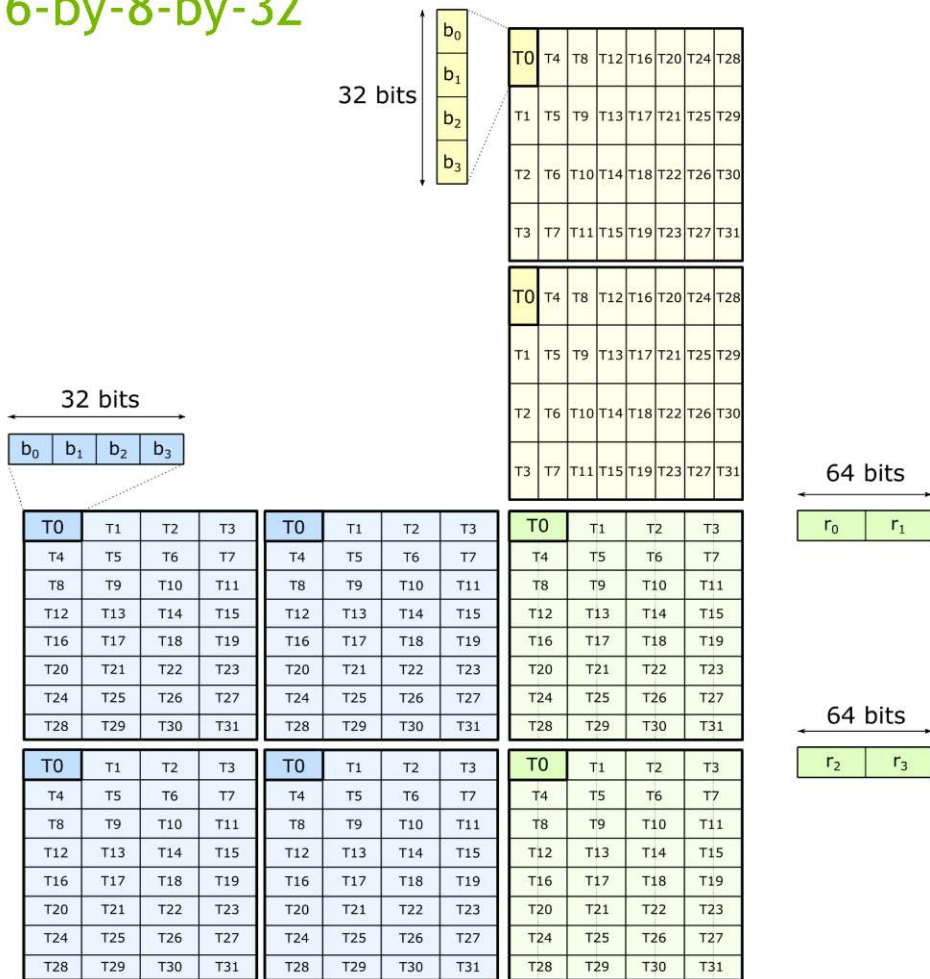 6-by-8-by-32
32 bits
b₀
b₁
b₂
b₃
T0 T4 T8 T12 T16 T20 T24 T28
T1 T5 T9 T13 T17 T21 T25 T29
T2 T6 T10 T14 T18 T22 T26 T30
T3 T7 T11 T15 T19 T23 T27 T31
T0 T4 T8 T12 T16 T20 T24 T28
T1 T5 T9 T13 T17 T21 T25 T29
T2 T6 T10 T14 T18 T22 T26 T30
T3 T7 T11 T15 T19 T23 T27 T31
32 bits
b₀ b₁ b₂ b₃
64 bits
r₀ r₁
T0 T1 T2 T3 T0 T1 T2 T3 T0 T1 T2 T3
T4 T5 T6 T7 T4 T5 T6 T7 T4 T5 T6 T7
T8 T9 T10 T11 T8 T9 T10 T11 T8 T9 T10 T11
T12 T13 T14 T15 T12 T13 T14 T15 T12 T13 T14 T15
T16 T17 T18 T19 T16 T17 T18 T19 T16 T17 T18 T19
T20 T21 T22 T23 T20 T21 T22 T23 T20 T21 T22 T23
T24 T25 T26 T27 T24 T25 T26 T27 T24 T25 T26 T27
T28 T29 T30 T31 T28 T29 T30 T31 T28 T29 T30 T31
64 bits
r₂ r₃
T0 T1 T2 T3 T0 T1 T2 T3 T0 T1 T2 T3
T4 T5 T6 T7 T4 T5 T6 T7 T4 T5 T6 T7
T8 T9 T10 T11 T8 T9 T10 T11 T8 T9 T10 T11
T12 T13 T14 T15 T12 T13 T14 T15 T12 T13 T14 T15
T16 T17 T18 T19 T16 T17 T18 T19 T16 T17 T18 T19
T20 T21 T22 T23 T20 T21 T22 T23 T20 T21 T22 T23
T24 T25 T26 T27 T24 T25 T26 T27 T24 T25 T26 T27
T28 T29 T30 T31 T28 T29 T30 T31 T28 T29 T30 T31